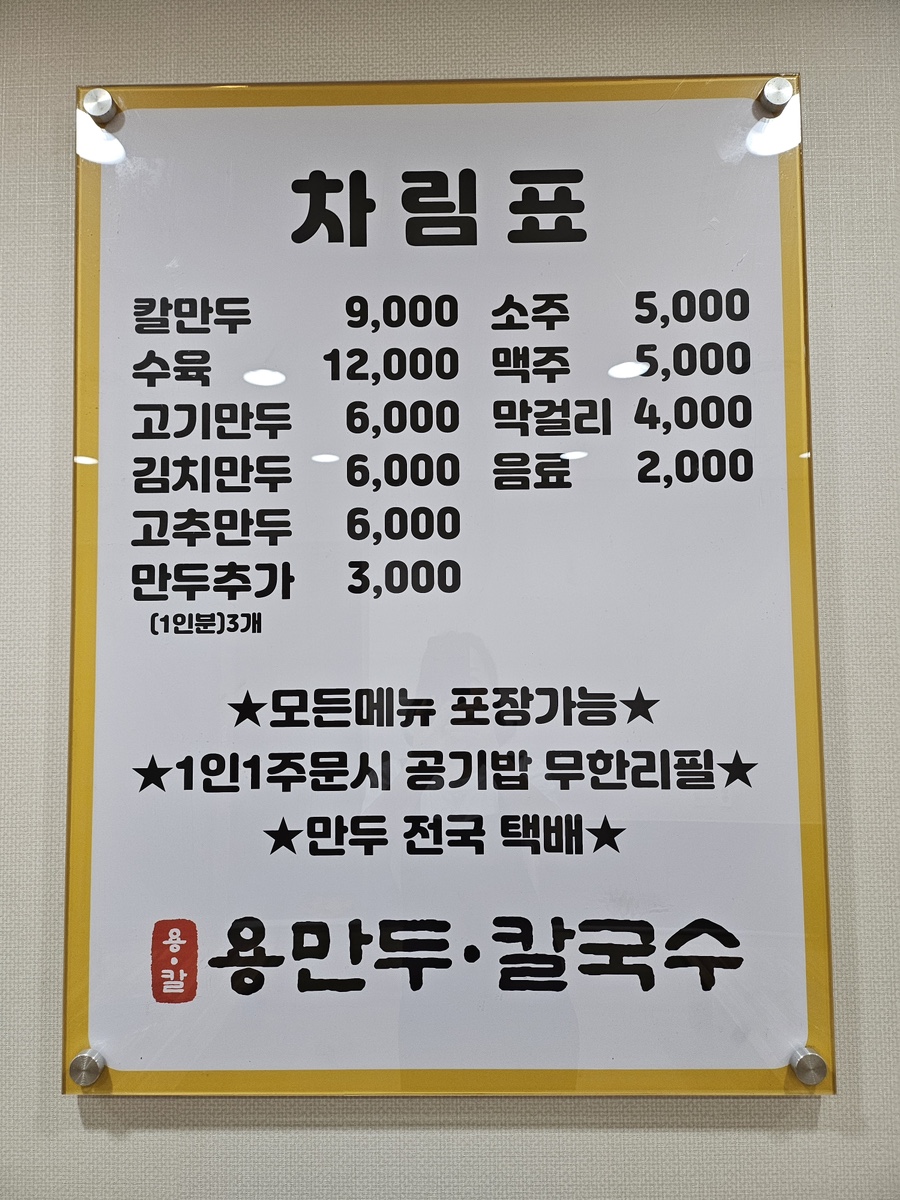 차림표
칼만두 9,000
수육 12,000
고기만두 6,000
김치만두 6,000
고추만두 6,000
만두추가 3,000
(1인분)3개
소주 5,000
맥주 5,000
막걸리 4,000
음료 2,000
★모든메뉴 포장가능★
★1인1주문시 공기밥 무한리필★
★만두 전국 택배★
용·칼
용만두·칼국수